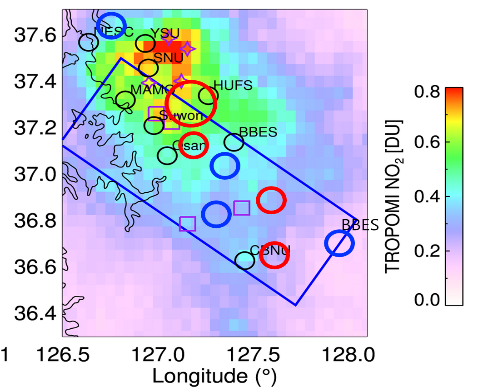 37.6
37.4
37.2
37.0
36.8
36.6
36.4
NESC
YSU
SNU
MAMC
HUFS
Suwon
BBES
Osan
BBES
CBNU
1
126.5
127.0
127.5
128.0
Longitude (°)
0.8
0.6
0.4
0.2
0.0
TROPOMI NO₂ [DU]